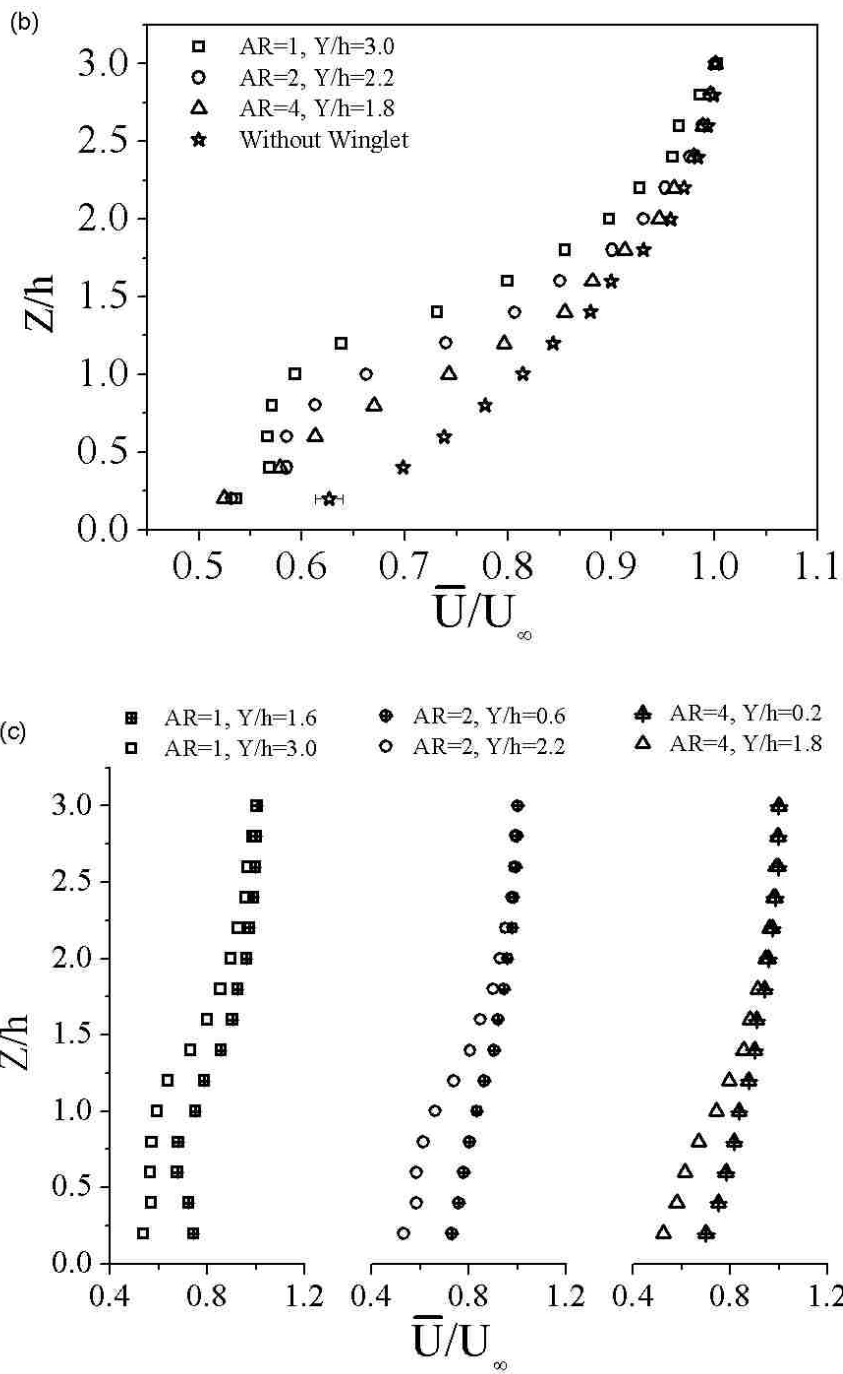 (b)
AR=1, Y/h=3.0
AR=2, Y/h=2.2
AR=4, Y/h=1.8
Without Winglet
3.0
2.5
2.0
1.5
1.0
0.5
0.0
Z/h
0.5 0.6 0.7 0.8 0.9 1.0 1.1
U̅/U∞
(c)
AR=1, Y/h=1.6 AR=2, Y/h=0.6 AR=4, Y/h=0.2
AR=1, Y/h=3.0 AR=2, Y/h=2.2 AR=4, Y/h=1.8
3.0
2.5
2.0
1.5
1.0
0.5
0.0
Z/h
0.4 0.8 1.2 0.4 0.8 1.2 0.4 0.8 1.2
U̅/U∞